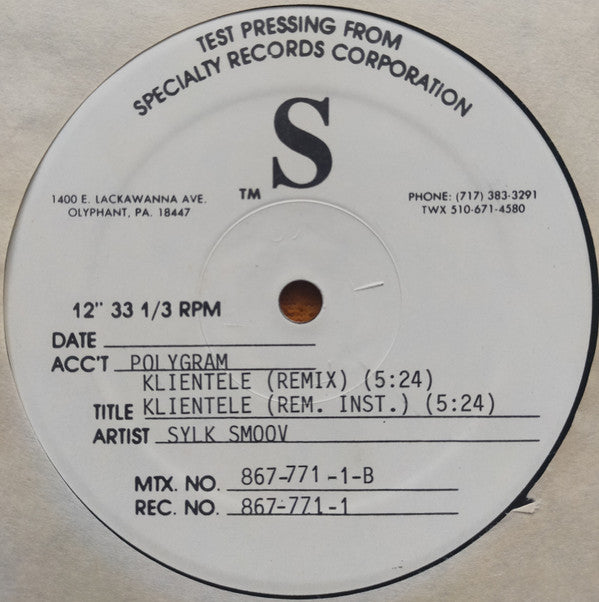 TEST PRESSING FROM
SPECIALTY RECORDS CORPORATION
S
TM
1400 E. LACKAWANNA AVE.
OLYPHANT, PA. 18447
PHONE: (717) 383-3291
TWX 510-671-4580
12" 33 1/3 RPM
DATE
ACC'T POLYGRAM
KLIENTELE (REMIX) (5:24)
TITLE KLIENTELE (REM. INST.) (5:24)
ARTIST SYLK SMOOV
MTX. NO. 867-771-1-B
REC. NO. 867-771-1